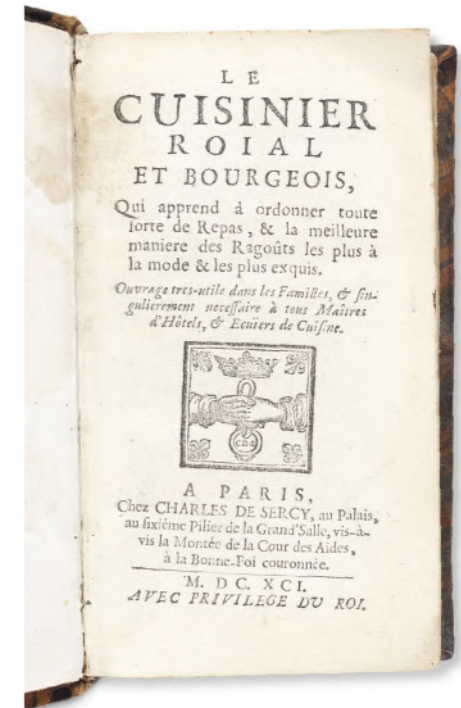 LE
CUISINIER
ROIAL
ET BOURGEOIS,
Qui apprend à ordonner toute
sorte de Repas, & la meilleure
maniere des Ragoûts les plus à
la mode & les plus exquis.
Ouvrage tres-utile dans les Familles, & sin-
gulierement necessaire à tous Maîtres
d'Hôtels, & Ecuïers de Cuisine.
C.D.S
A PARIS,
Chez CHARLES DE SERCY, au Palais,
au sixiéme Pilier de la Grand'Salle, vis-à-
vis la Montée de la Cour des Aides,
à la Bonne-Foi couronnée.
M. DC. XCI.
AVEC PRIVILEGE DU ROI.